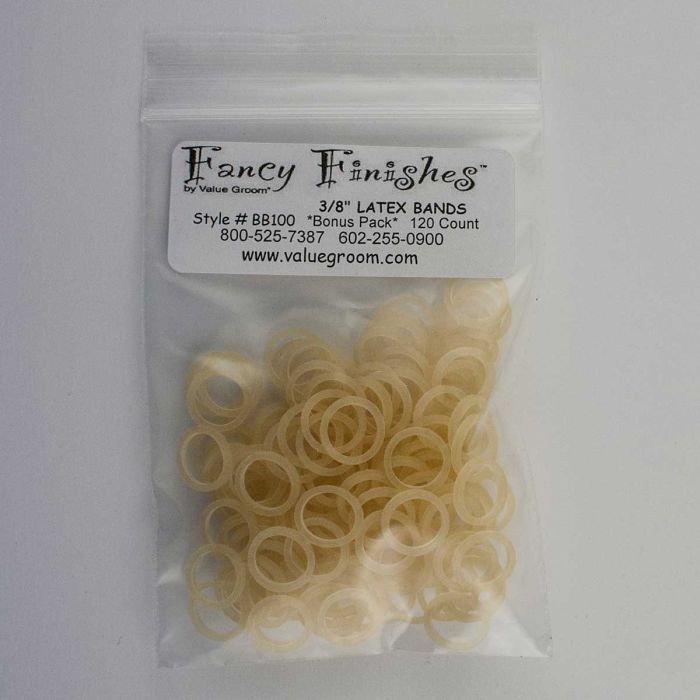 Fancy Finishes™
by Value Groom®
3/8" LATEX BANDS
Style # BB100 *Bonus Pack* 120 Count
800-525-7387 602-255-0900
www.valuegroom.com